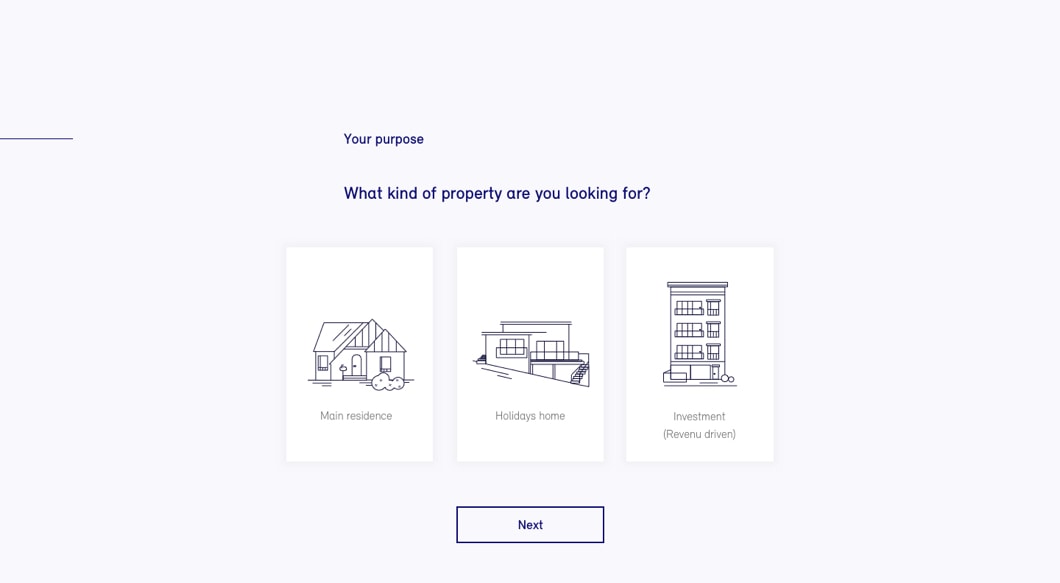 Your purpose
What kind of property are you looking for?
Main residence
Holidays home
Investment
(Revenu driven)
Next